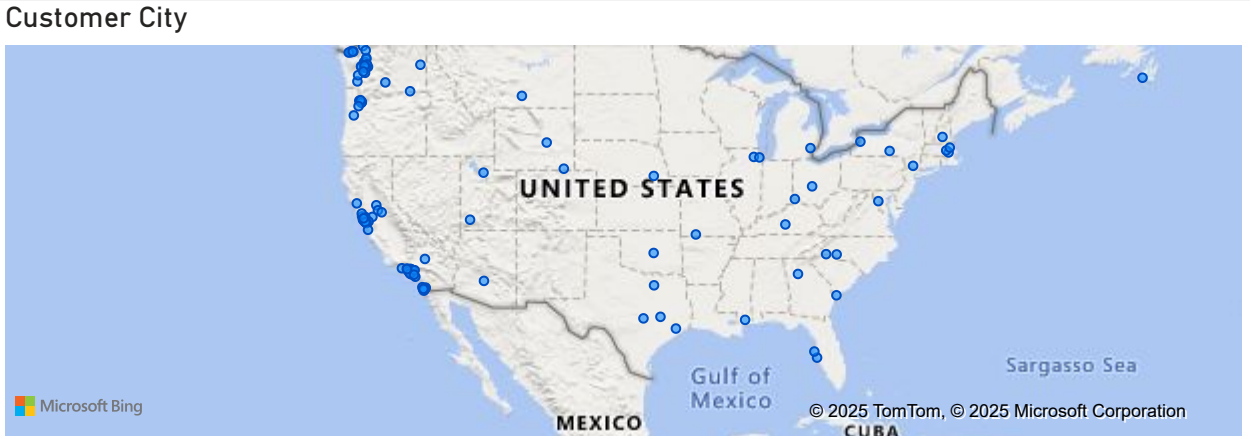 Customer City
UNITED STATES
Sargasso Sea
Gulf of
Mexico
Microsoft Bing
© 2025 TomTom, © 2025 Microsoft Corporation
MEXICO
CUBA